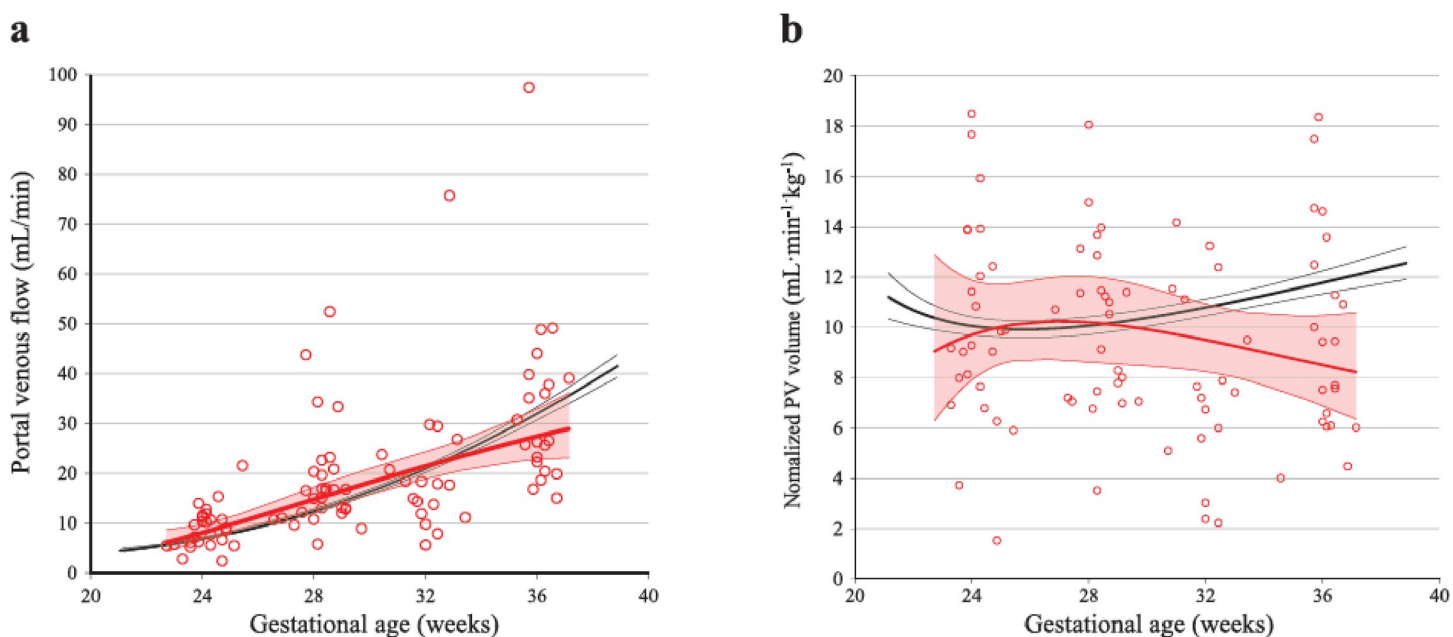 a
Portal venous flow (mL/min)
100
90
80
70
60
50
40
30
20
10
0
20 24 28 32 36 40
Gestational age (weeks)
b
Nomalized PV volume (mL·min⁻¹·kg⁻¹)
20
18
16
14
12
10
8
6
4
2
0
20 24 28 32 36 40
Gestational age (weeks)